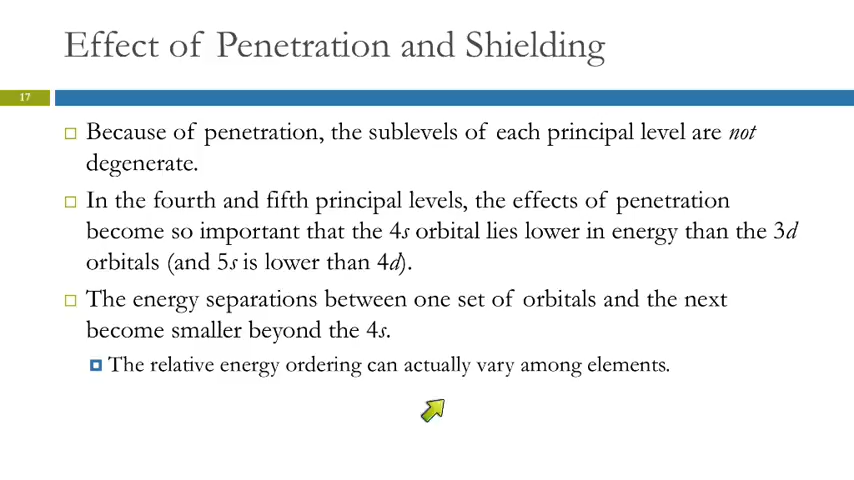 Effect of Penetration and Shielding
17
Because of penetration, the sublevels of each principal level are not
degenerate.
In the fourth and fifth principal levels, the effects of penetration
become so important that the 4s orbital lies lower in energy than the 3d
orbitals (and 5s is lower than 4d).
The energy separations between one set of orbitals and the next
become smaller beyond the 4s.
The relative energy ordering can actually vary among elements.